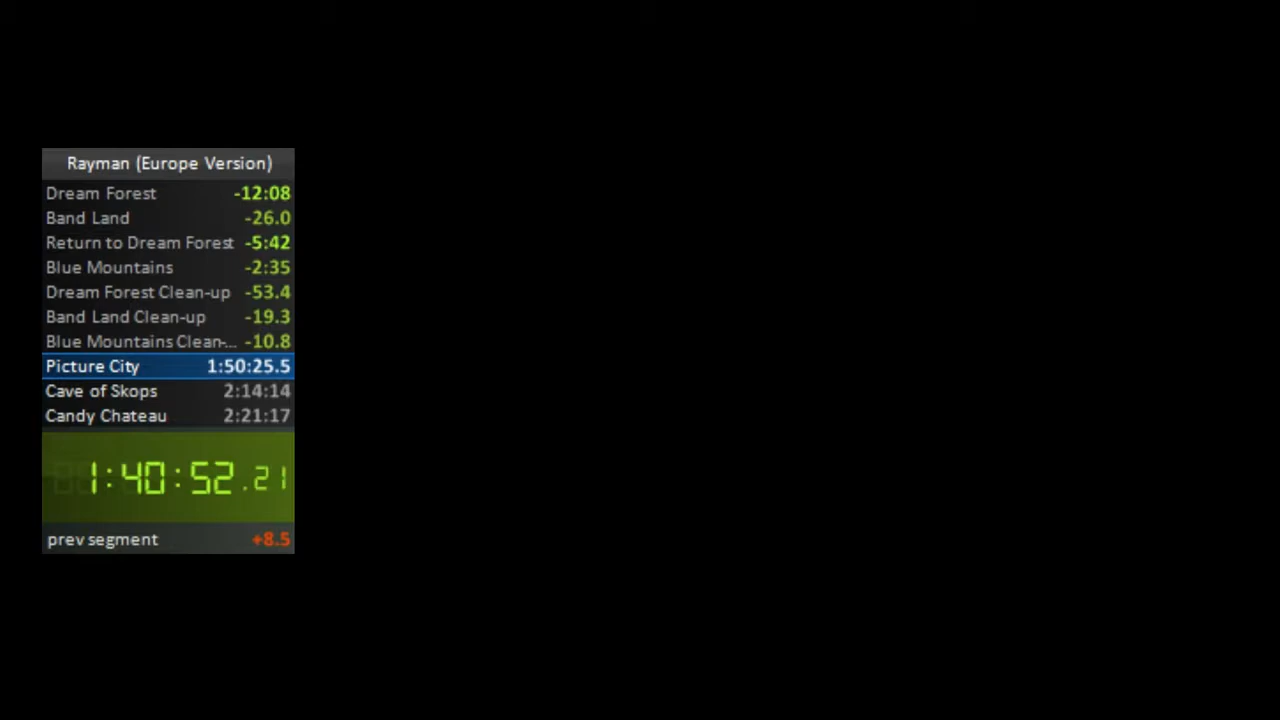 Rayman (Europe Version)
Dream Forest -12:08
Band Land -26.0
Return to Dream Forest -5:42
Blue Mountains -2:35
Dream Forest Clean-up -53.4
Band Land Clean-up -19.3
Blue Mountains Clean-... -10.8
Picture City 1:50:25.5
Cave of Skops 2:14:14
Candy Chateau 2:21:17
1:40:52.21
prev segment +8.5